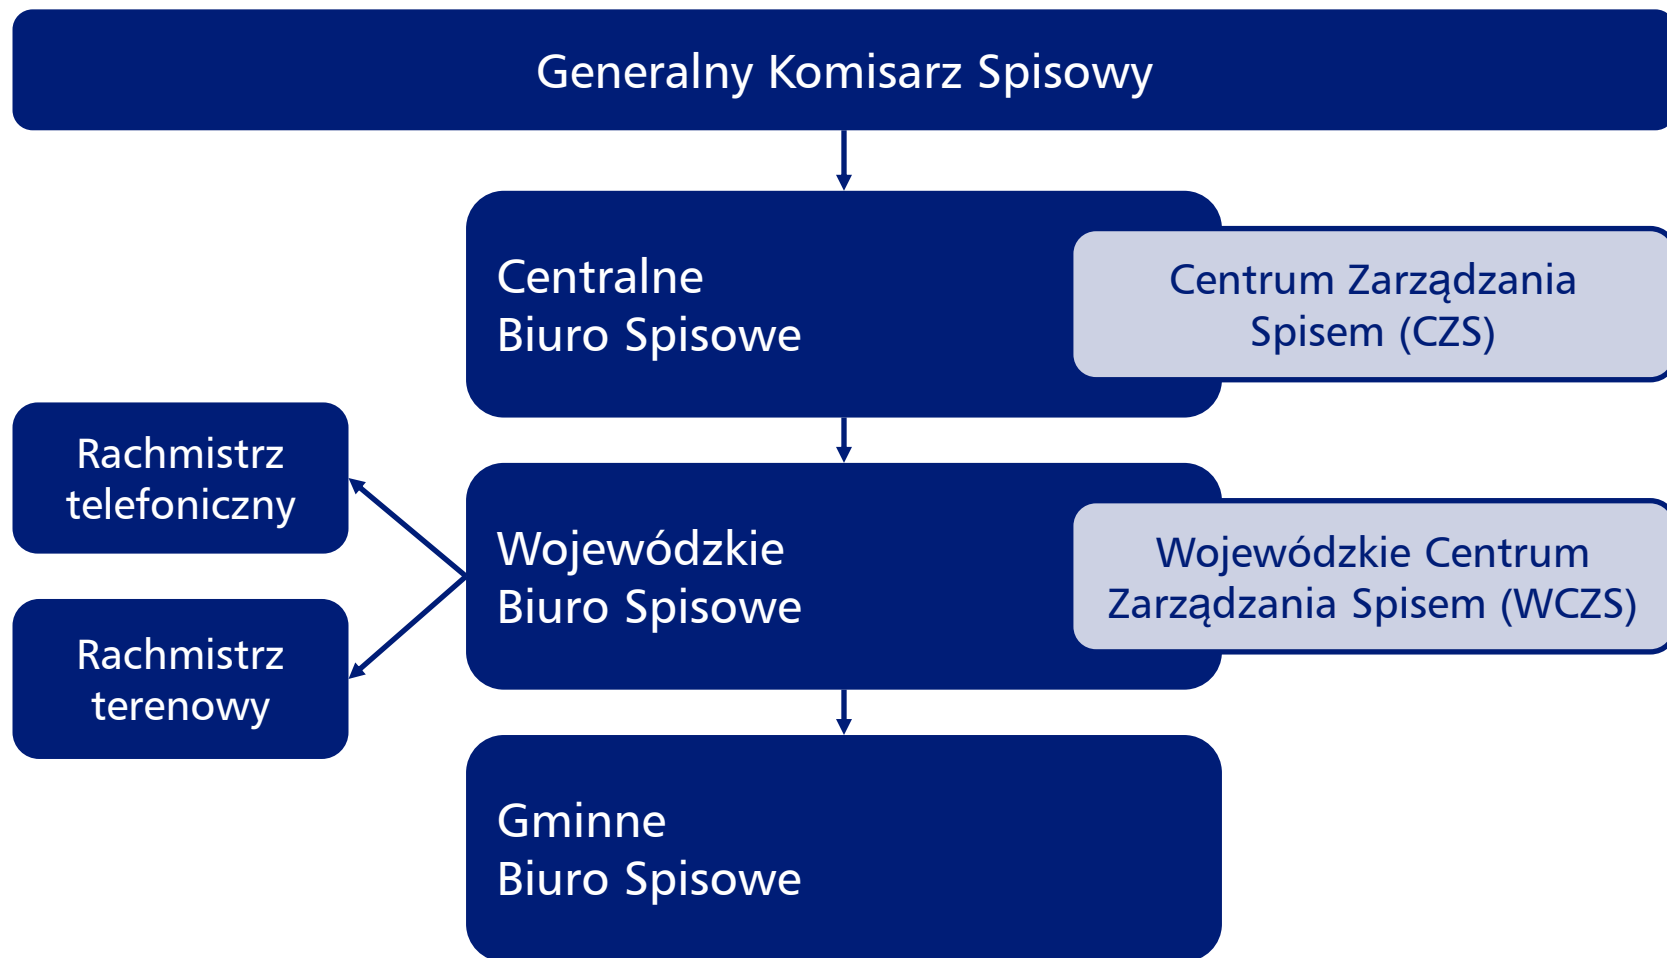 Generalny Komisarz Spisowy
Centralne
Biuro Spisowe
Centrum Zarządzania
Spisem (CZS)
Rachmistrz
telefoniczny
Wojewódzkie
Biuro Spisowe
Wojewódzkie Centrum
Zarządzania Spisem (WCZS)
Rachmistrz
terenowy
Gminne
Biuro Spisowe